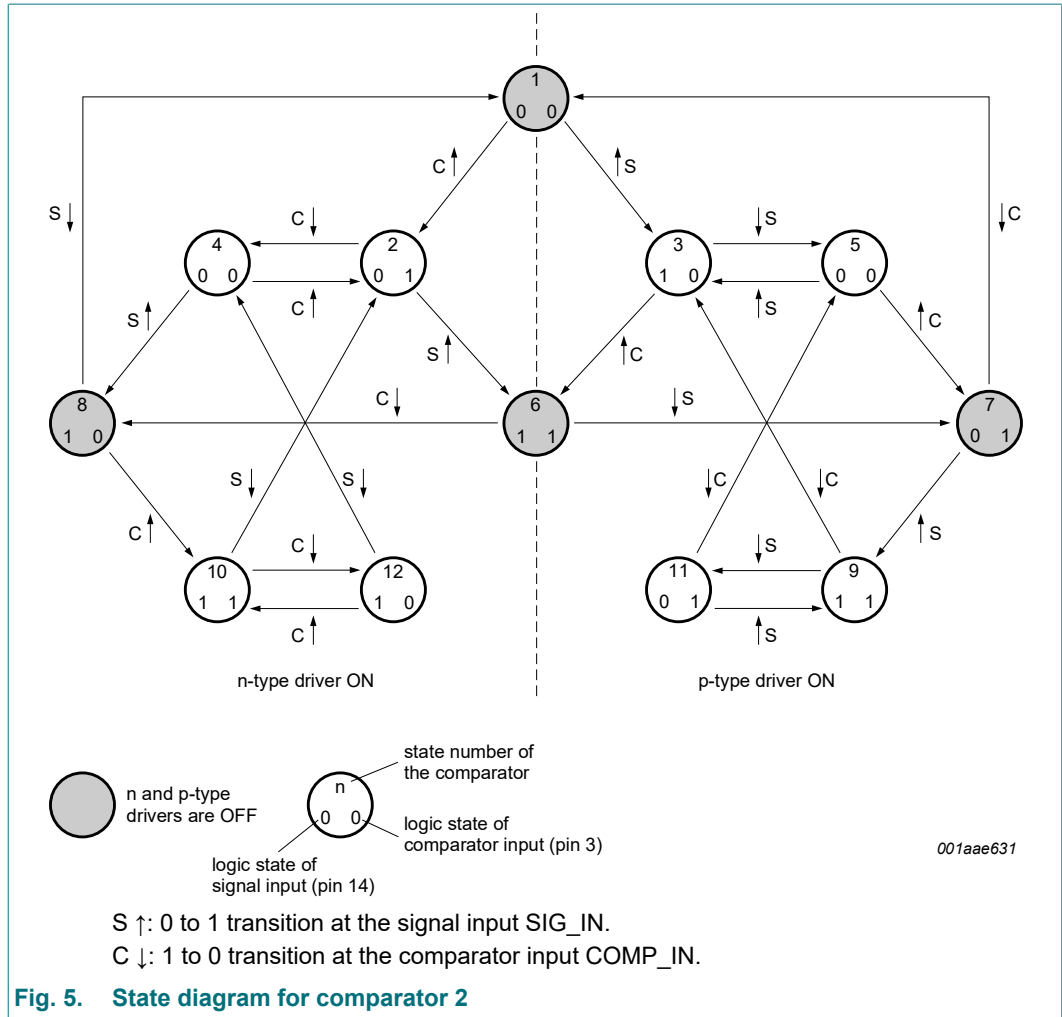 1
0 0
C ↑
↑ S
S ↓
↓ C
4
0 0
C ↓
2
0 1
3
1 0
↓ S
5
0 0
C ↑
↑ S
S ↑
S ↑
↑ C
↑ C
8
1 0
C ↓
6
1 1
↓ S
7
0 1
S ↓
S ↓
↓ C
↓ C
C ↑
↑ S
10
1 1
C ↓
12
1 0
11
0 1
↓ S
9
1 1
C ↑
↑ S
n-type driver ON
p-type driver ON
n and p-type
drivers are OFF
n
0 0
state number of
the comparator
logic state of
comparator input (pin 3)
logic state of
signal input (pin 14)
001aae631
S ↑: 0 to 1 transition at the signal input SIG_IN.
C ↓: 1 to 0 transition at the comparator input COMP_IN.
Fig. 5. State diagram for comparator 2